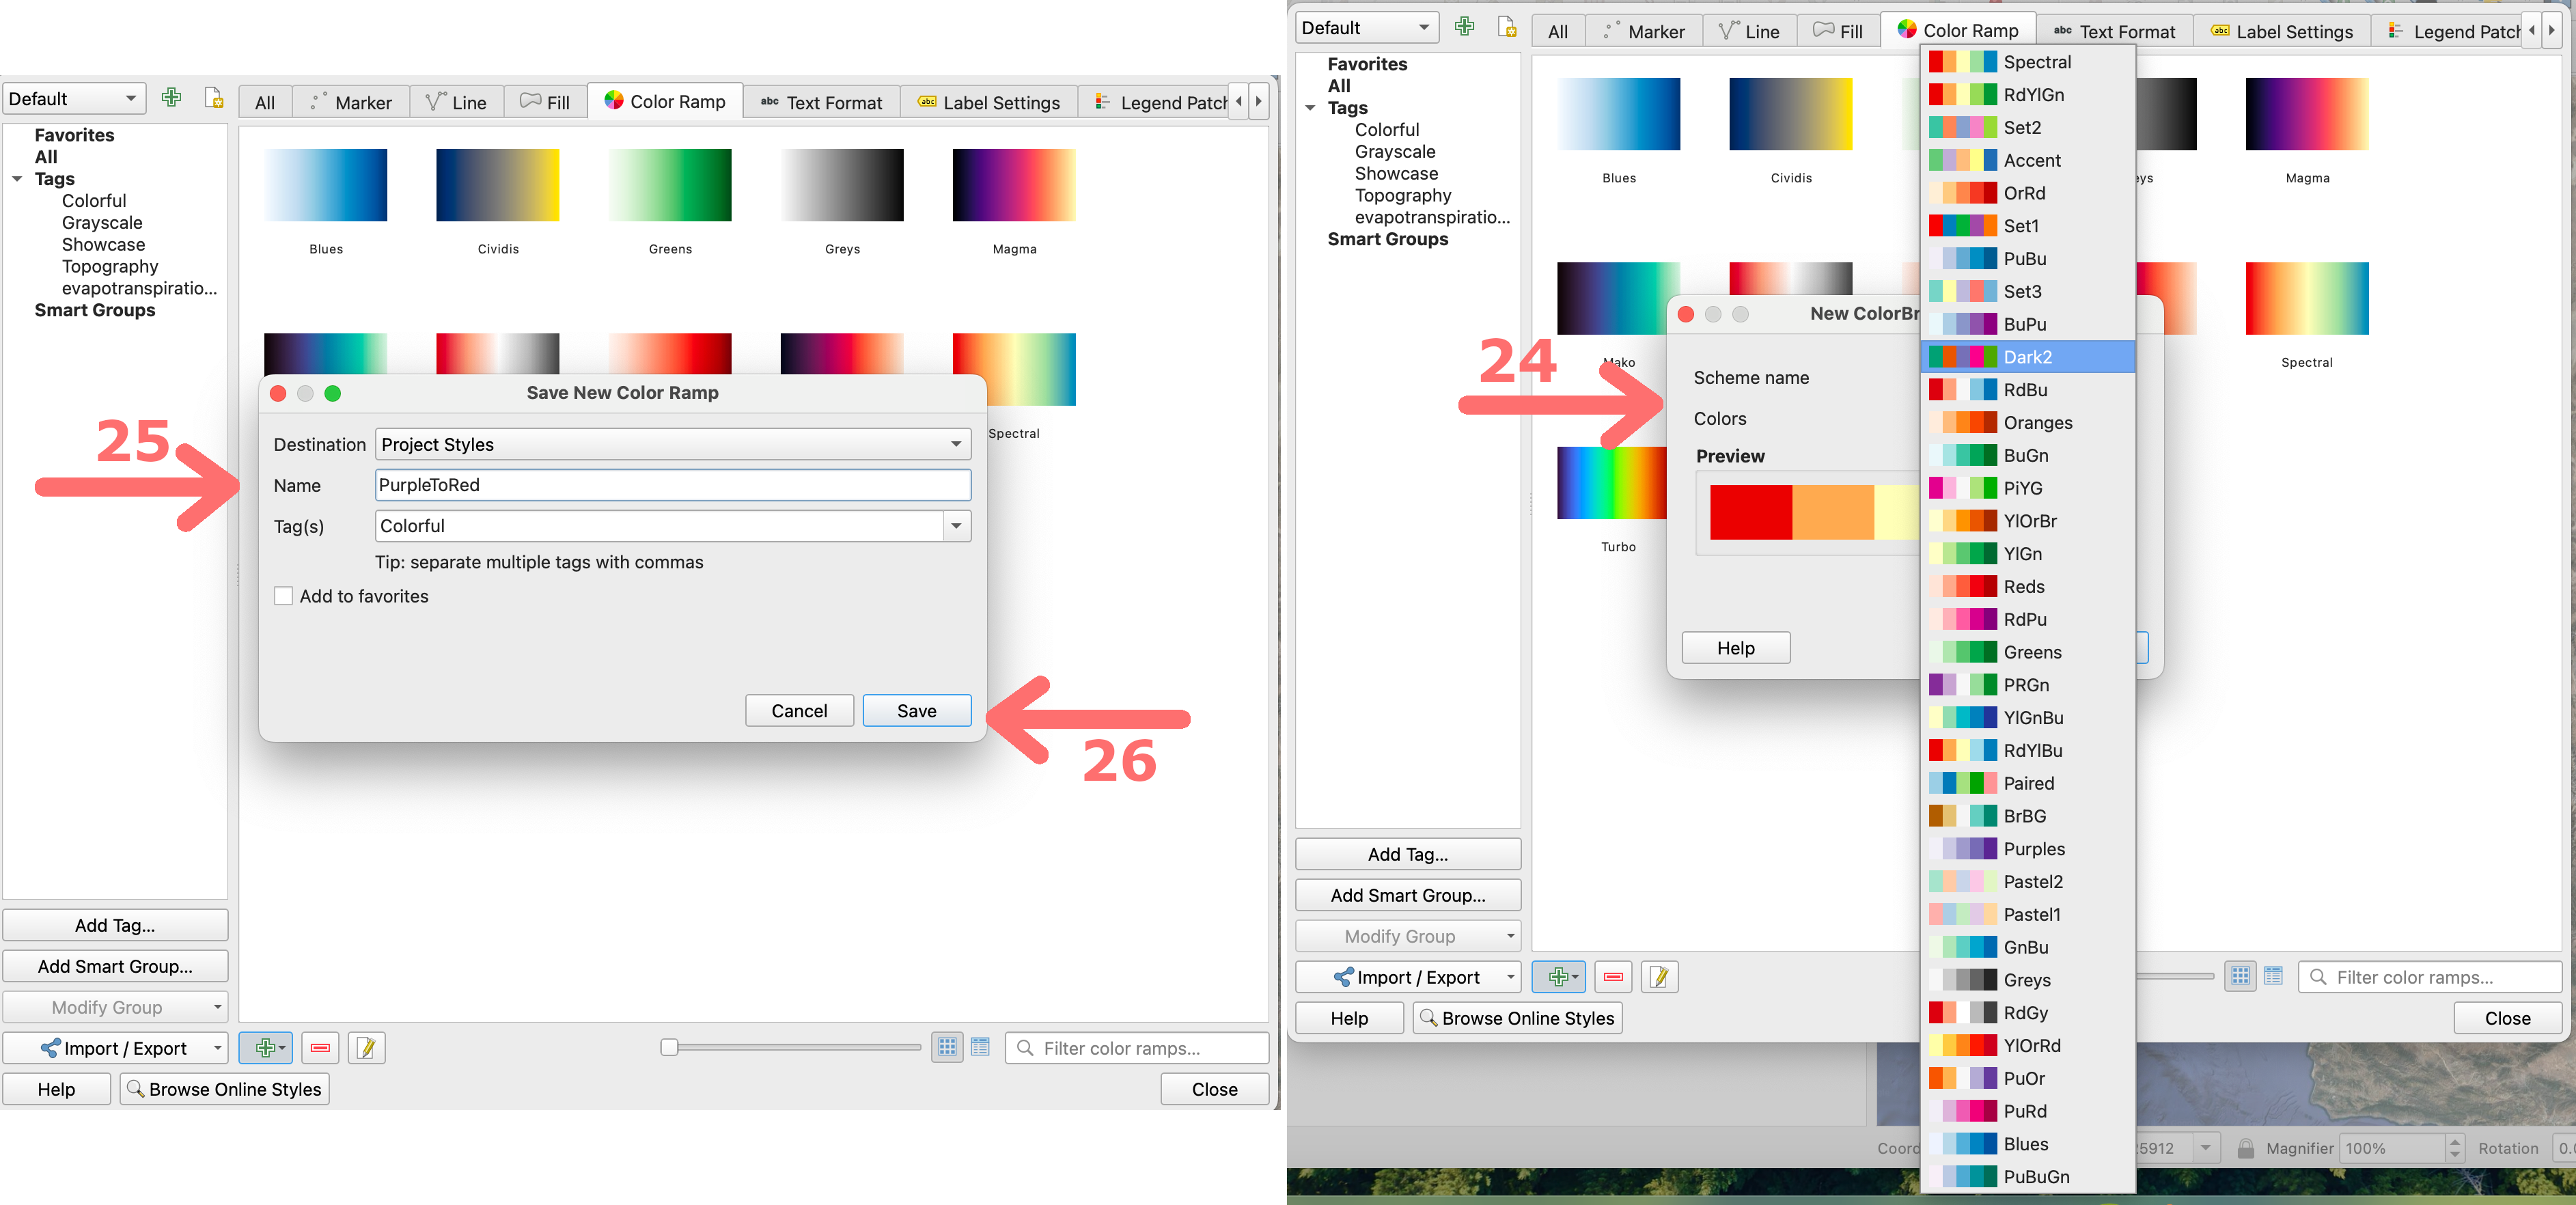 Default
All
Marker
Line
Fill
Color Ramp
Text Format
Label Settings
Legend Patch
Favorites
All
Tags
Colorful
Grayscale
Showcase
Topography
evapotranspiratio...
Smart Groups
Blues
Cividis
Greens
Greys
Magma
Spectral
Save New Color Ramp
Destination Project Styles
Name PurpleToRed
Tag(s) Colorful
Tip: separate multiple tags with commas
Add to favorites
Cancel
Save
25
26
Add Tag...
Add Smart Group...
Modify Group
Import / Export
Filter color ramps...
Help
Browse Online Styles
Close
Default
All
Marker
Line
Fill
Color Ramp
Text Format
Label Settings
Legend Patch
Favorites
All
Tags
Colorful
Grayscale
Showcase
Topography
evapotranspiratio...
Smart Groups
Blues
Cividis
eys
Magma
Mako
Spectral
Turbo
24
New ColorBr
Scheme name
Colors
Preview
Help
Spectral
RdYlGn
Set2
Accent
OrRd
Set1
PuBu
Set3
BuPu
Dark2
RdBu
Oranges
BuGn
PiYG
YlOrBr
YlGn
Reds
RdPu
Greens
PRGn
YlGnBu
RdYlBu
Paired
BrBG
Purples
Pastel2
Pastel1
GnBu
Greys
RdGy
YlOrRd
PuOr
PuRd
Blues
PuBuGn
Add Tag...
Add Smart Group...
Modify Group
Import / Export
Filter color ramps...
Help
Browse Online Styles
Close
Coord
:5912
Magnifier 100%
Rotation 0.0